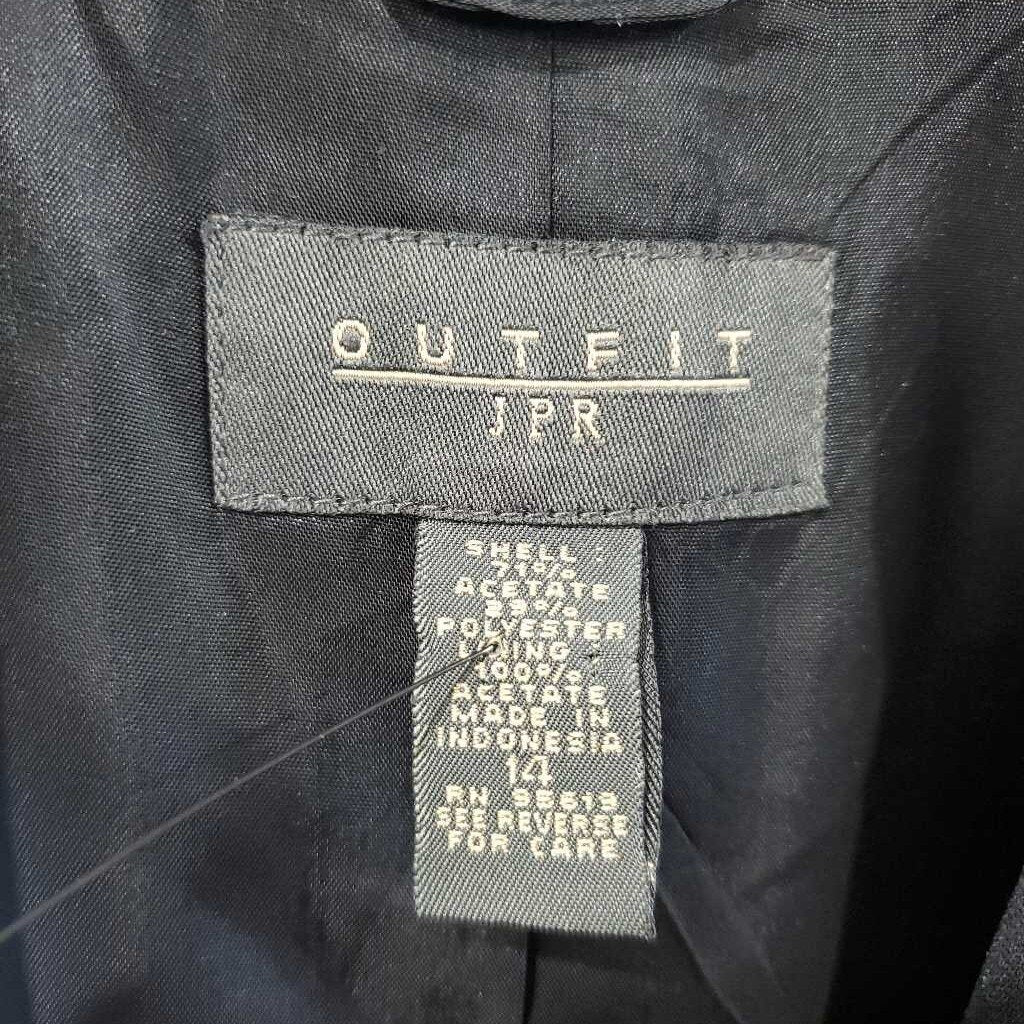 OUTFIT
JPR
SHELL:
71%
ACETATE
29%
POLYESTER
LINING:
100%
ACETATE
MADE IN
INDONESIA
14
RN
SEE REVERSE
FOR CARE